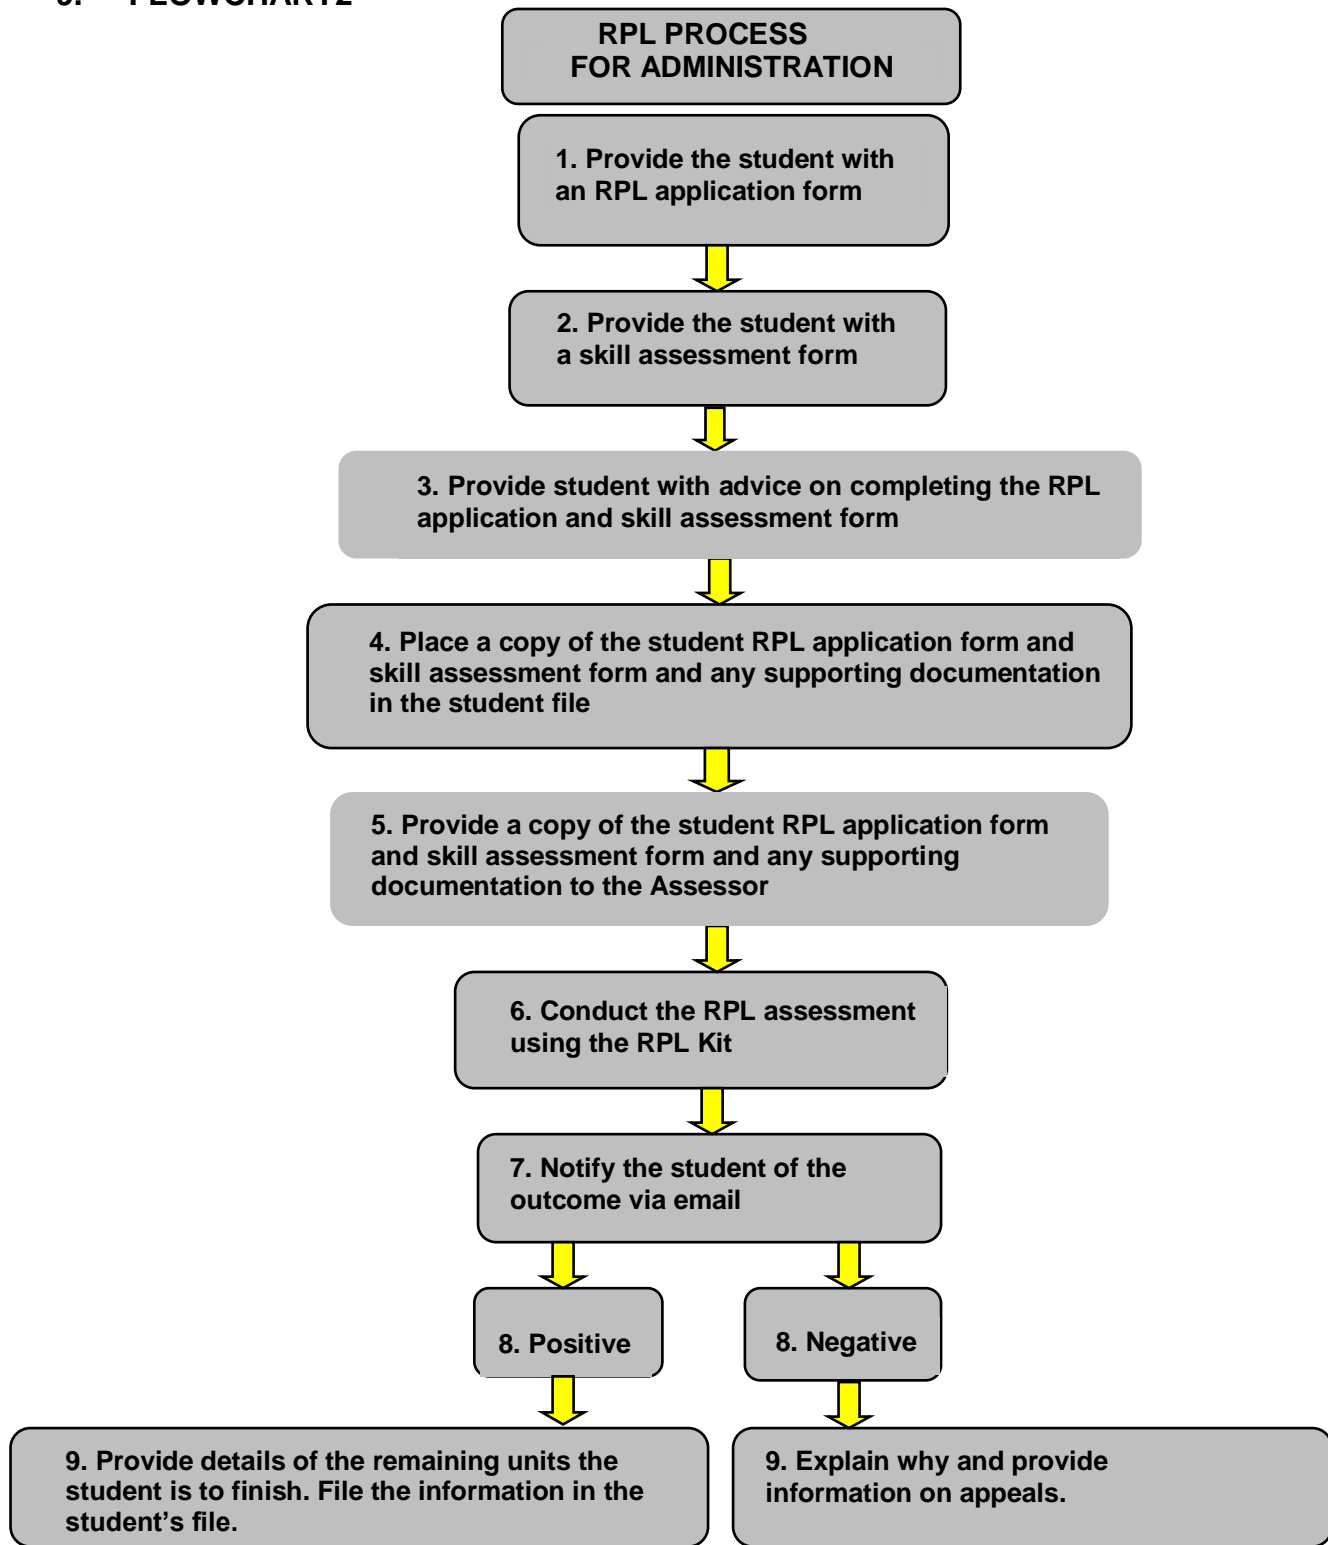 FLOWCHART2
RPL PROCESS
FOR ADMINISTRATION
1. Provide the student with
an RPL application form
2. Provide the student with
a skill assessment form
3. Provide student with advice on completing the RPL
application and skill assessment form
4. Place a copy of the student RPL application form and
skill assessment form and any supporting documentation
in the student file
5. Provide a copy of the student RPL application form
and skill assessment form and any supporting
documentation to the Assessor
6. Conduct the RPL assessment
using the RPL Kit
7. Notify the student of the
outcome via email
8. Positive
8. Negative
9. Provide details of the remaining units the
student is to finish. File the information in the
student’s file.
9. Explain why and provide
information on appeals.